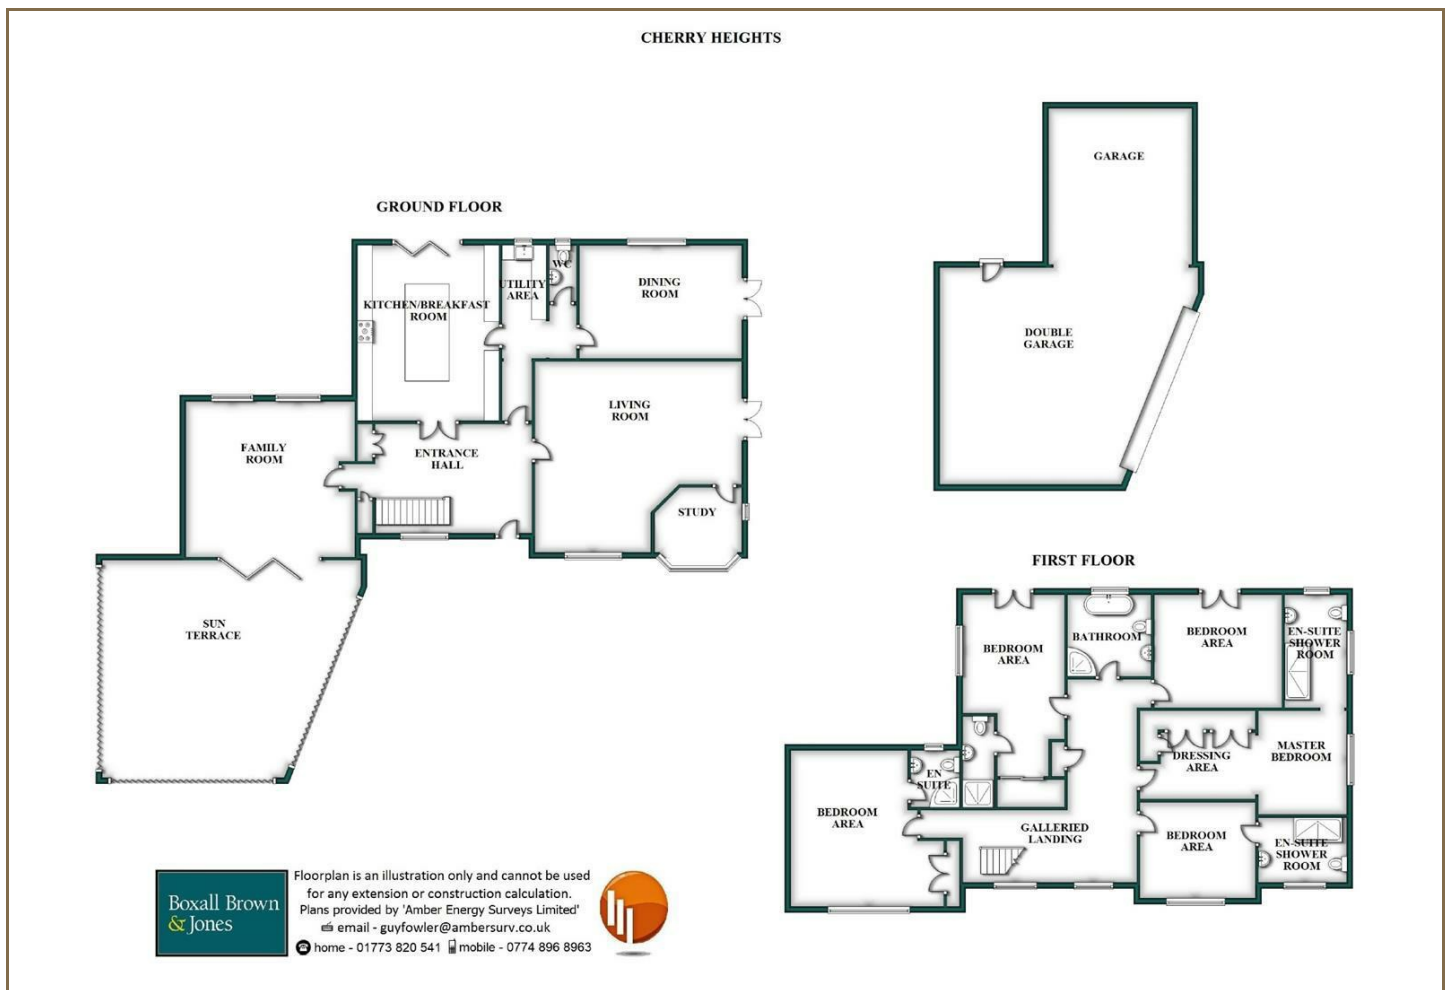 CHERRY HEIGHTS
GARAGE
DOUBLE
GARAGE
GROUND FLOOR
WC
UTILITY
AREA
DINING
ROOM
KITCHEN/BREAKFAST
ROOM
LIVING
ROOM
FAMILY
ROOM
ENTRANCE
HALL
STUDY
SUN
TERRACE
FIRST FLOOR
BEDROOM
AREA
BATHROOM
BEDROOM
AREA
EN-SUITE
SHOWER
ROOM
DRESSING
AREA
MASTER
BEDROOM
EN
SUITE
BEDROOM
AREA
GALLERIED
LANDING
BEDROOM
AREA
EN-SUITE
SHOWER
ROOM
Boxall Brown
& Jones
Floorplan is an illustration only and cannot be used
for any extension or construction calculation.
Plans provided by 'Amber Energy Surveys Limited'
email - guyfowler@ambersurv.co.uk
home - 01773 820 541 mobile - 0774 896 8963